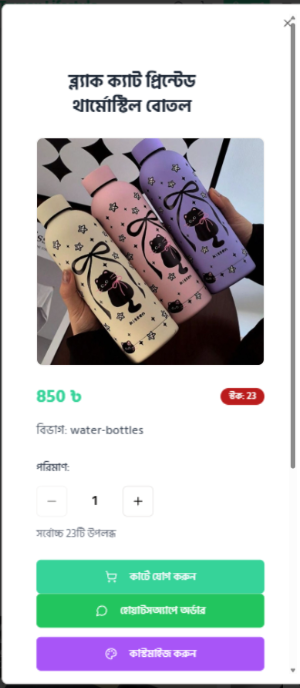 ব্ল্যাক ক্যাট প্রিন্টেড
থার্মোস্টিল বোতল
850 ৳
স্টক: 23
বিভাগ: water-bottles
পরিমাণ:
1
সর্বোচ্চ 23টি উপলব্ধ
কার্টে যোগ করুন
হোয়াটসঅ্যাপে অর্ডার
কাস্টমাইজ করুন